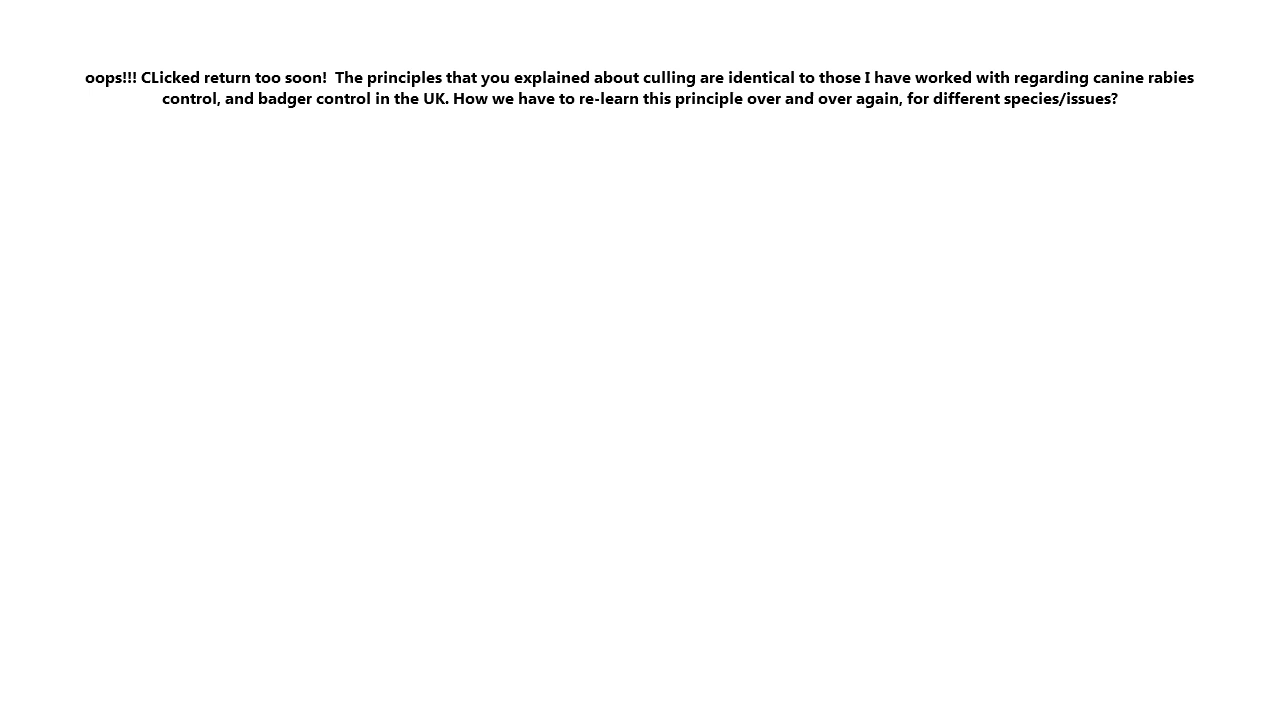 oops!!! CLicked return too soon!  The principles that you explained about culling are identical to those I have worked with regarding canine rabies
control, and badger control in the UK. How we have to re-learn this principle over and over again, for different species/issues?